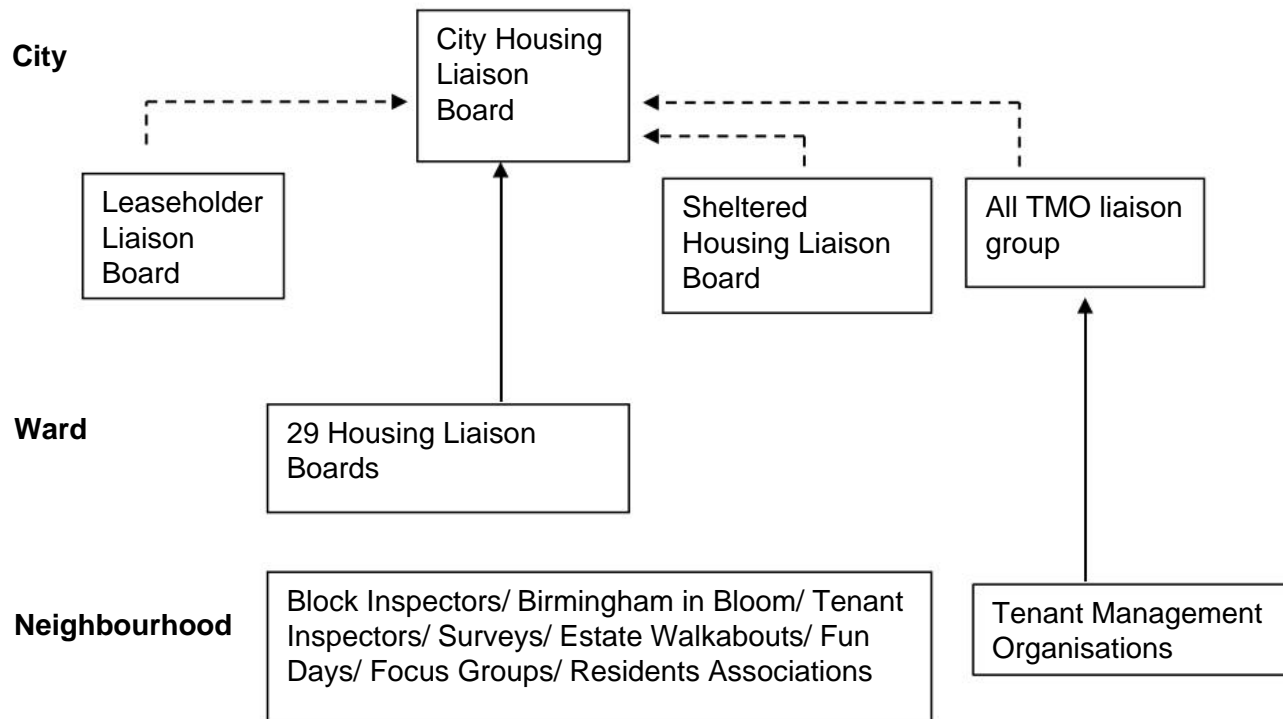 City
City Housing
Liaison
Board
Leaseholder
Liaison
Board
Sheltered
Housing Liaison
Board
All TMO liaison
group
Ward
29 Housing Liaison
Boards
Neighbourhood
Block Inspectors/ Birmingham in Bloom/ Tenant
Inspectors/ Surveys/ Estate Walkabouts/ Fun
Days/ Focus Groups/ Residents Associations
Tenant Management
Organisations